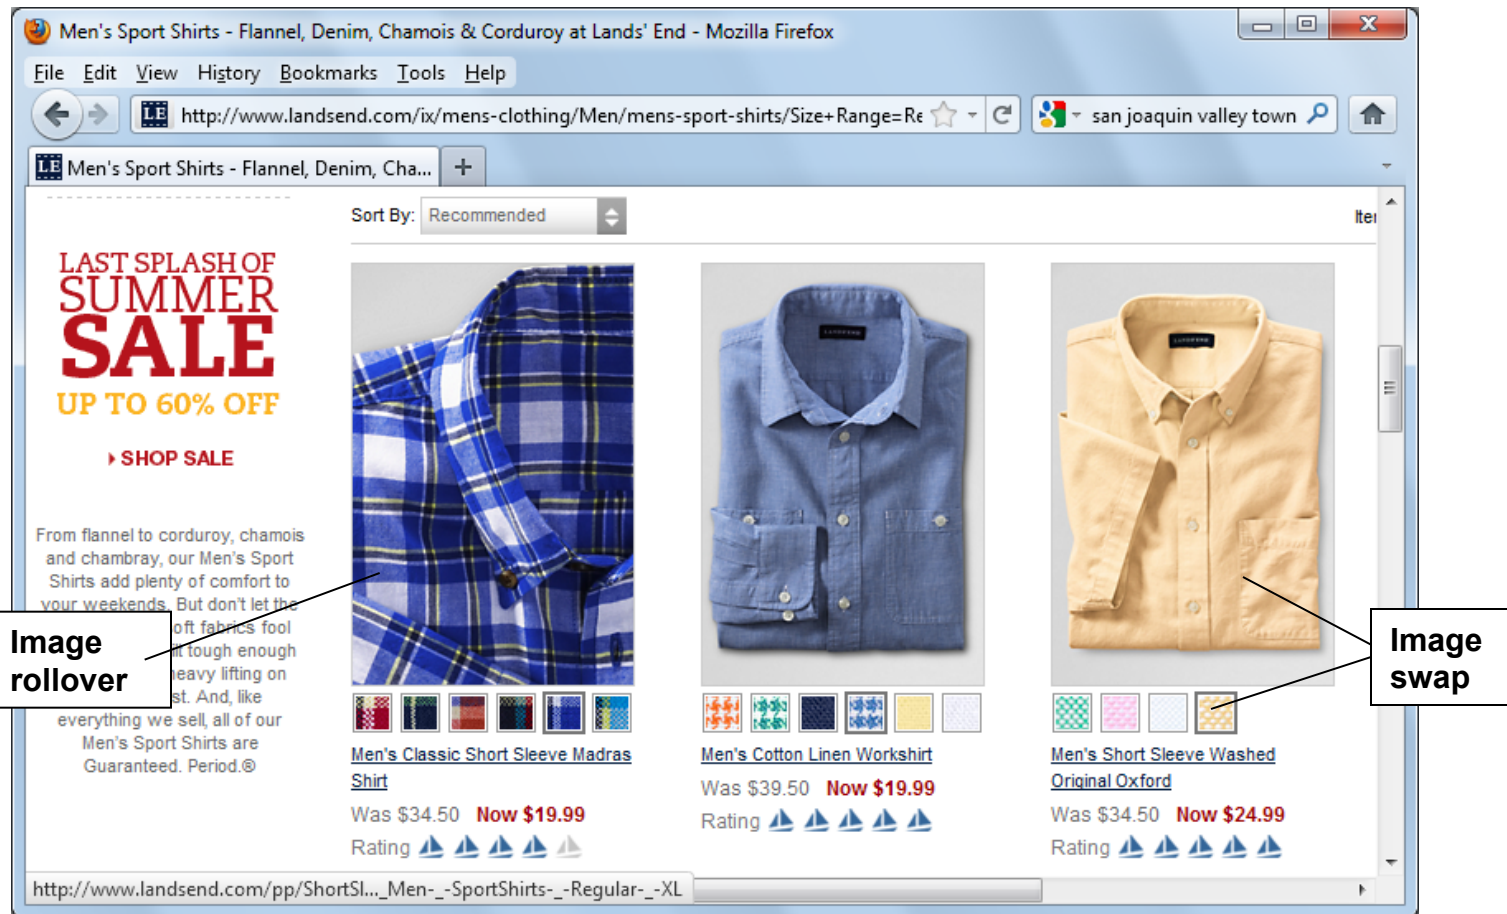 Men's Sport Shirts - Flannel, Denim, Chamois & Corduroy at Lands' End - Mozilla Firefox
File Edit View History Bookmarks Tools Help
LE http://www.landsend.com/ix/mens-clothing/Men/mens-sport-shirts/Size+Range=Re
san joaquin valley town
LE Men's Sport Shirts - Flannel, Denim, Cha...
Sort By: Recommended
Iter
LAST SPLASH OF
SUMMER
SALE
UP TO 60% OFF
SHOP SALE
From flannel to corduroy, chamois
and chambray, our Men's Sport
Shirts add plenty of comfort to
your weekends. But don't let the
oft fabrics fool
tough enough
heavy lifting on
st. And, like
everything we sell, all of our
Men's Sport Shirts are
Guaranteed. Period.®
Image
rollover
Image
swap
Men's Classic Short Sleeve Madras
Shirt
Was $34.50 Now $19.99
Rating
Men's Cotton Linen Workshirt
Was $39.50 Now $19.99
Rating
Men's Short Sleeve Washed
Original Oxford
Was $34.50 Now $24.99
Rating
http://www.landsend.com/pp/ShortSl..._Men-_-SportShirts-_-Regular-_-XL